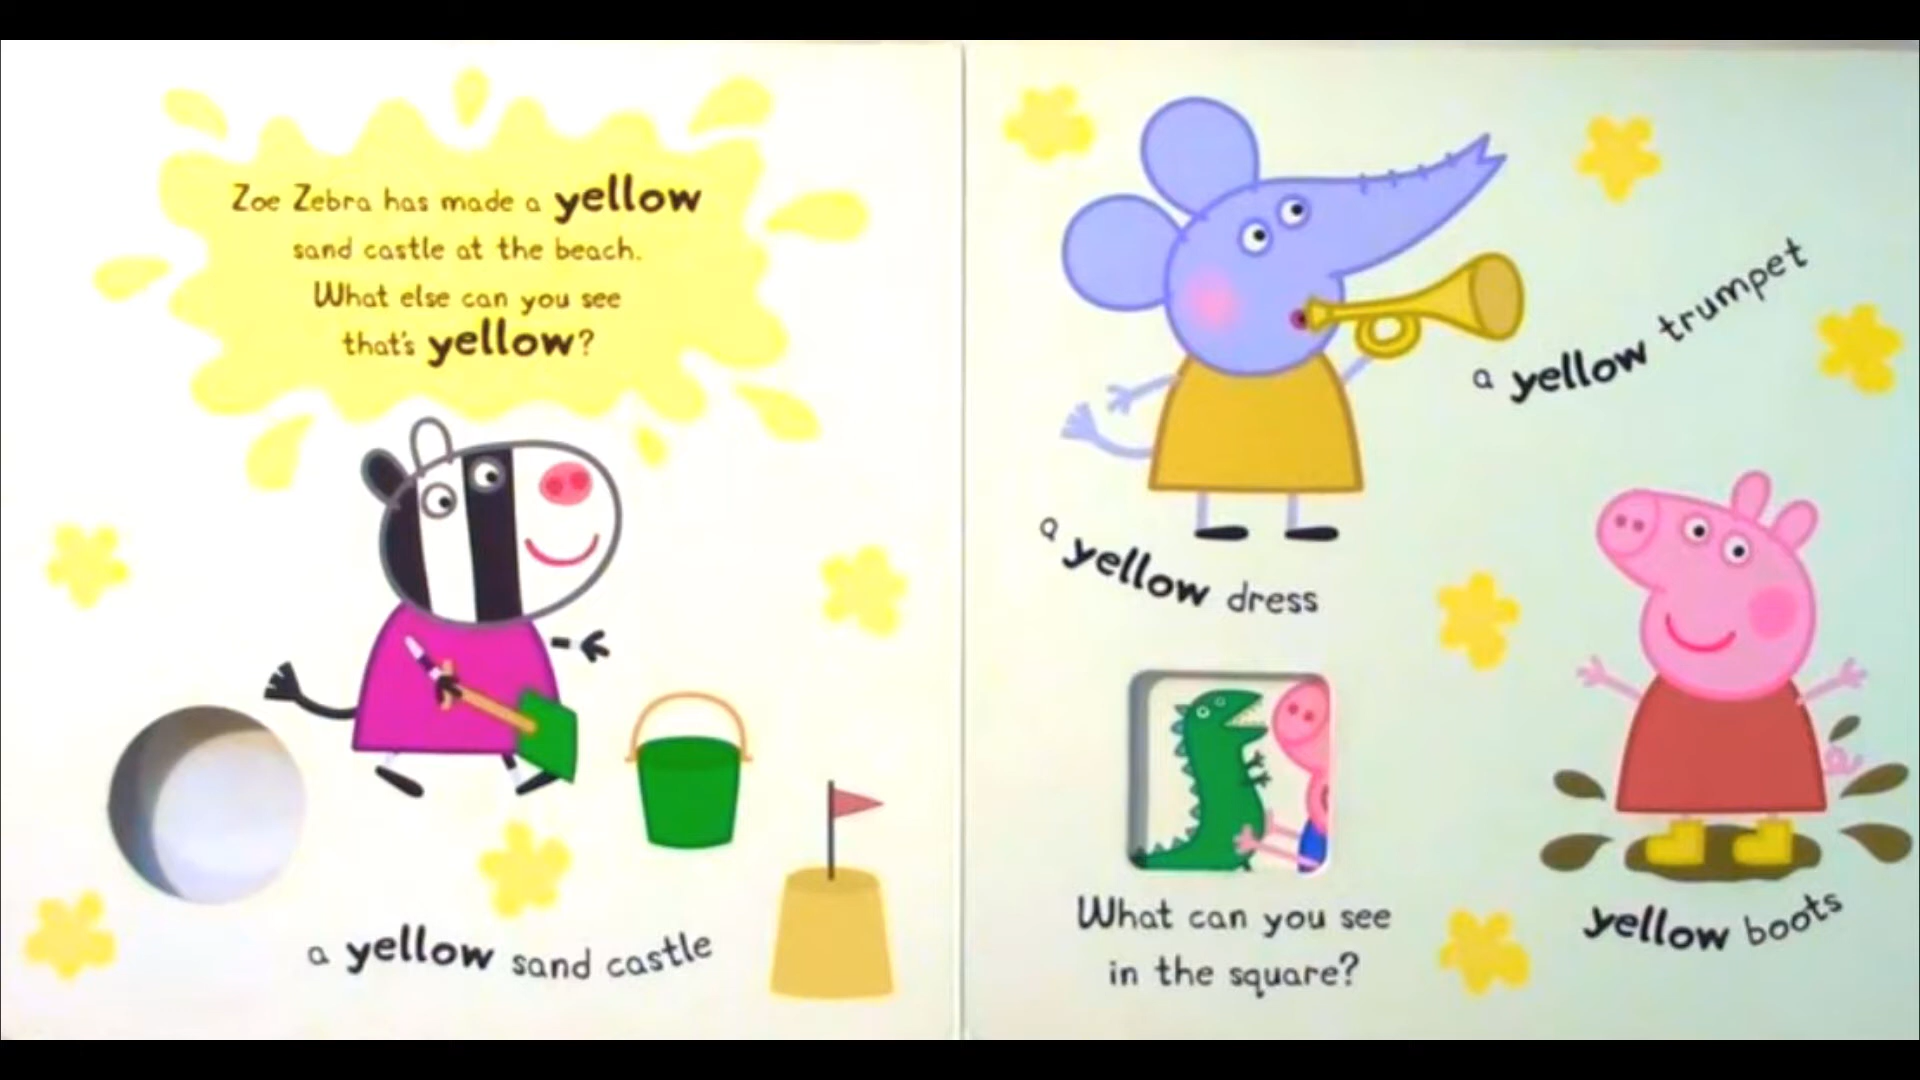 Zoe Zebra has made a yellow
sand castle at the beach.
What else can you see
that's yellow?
a yellow sand castle
a yellow trumpet
a yellow dress
What can you see
in the square?
yellow boots